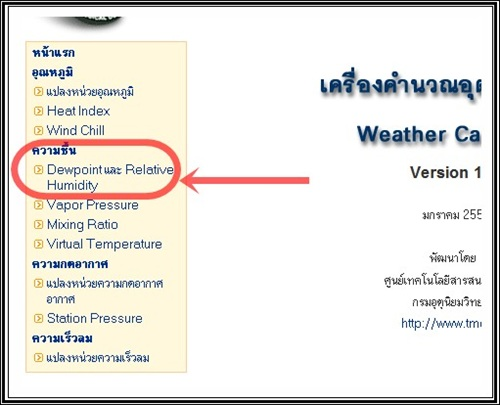 หน้าแรก
อุณหภูมิ
แปลงหน่วยอุณหภูมิ
Heat Index
Wind Chill
ความชื้น
Dewpoint และ Relative
Humidity
Vapor Pressure
Mixing Ratio
Virtual Temperature
ความกดอากาศ
แปลงหน่วยความกดอากาศ
อากาศ
Station Pressure
ความเร็วลม
แปลงหน่วยความเร็วลม
เครื่องคำนวณอุ
Weather Ca
Version 1
มกราคม 255
พัฒนาโดย
ศูนย์เทคโนโลยีสารสน
กรมอุตุนิยมวิทย
http://www.tm